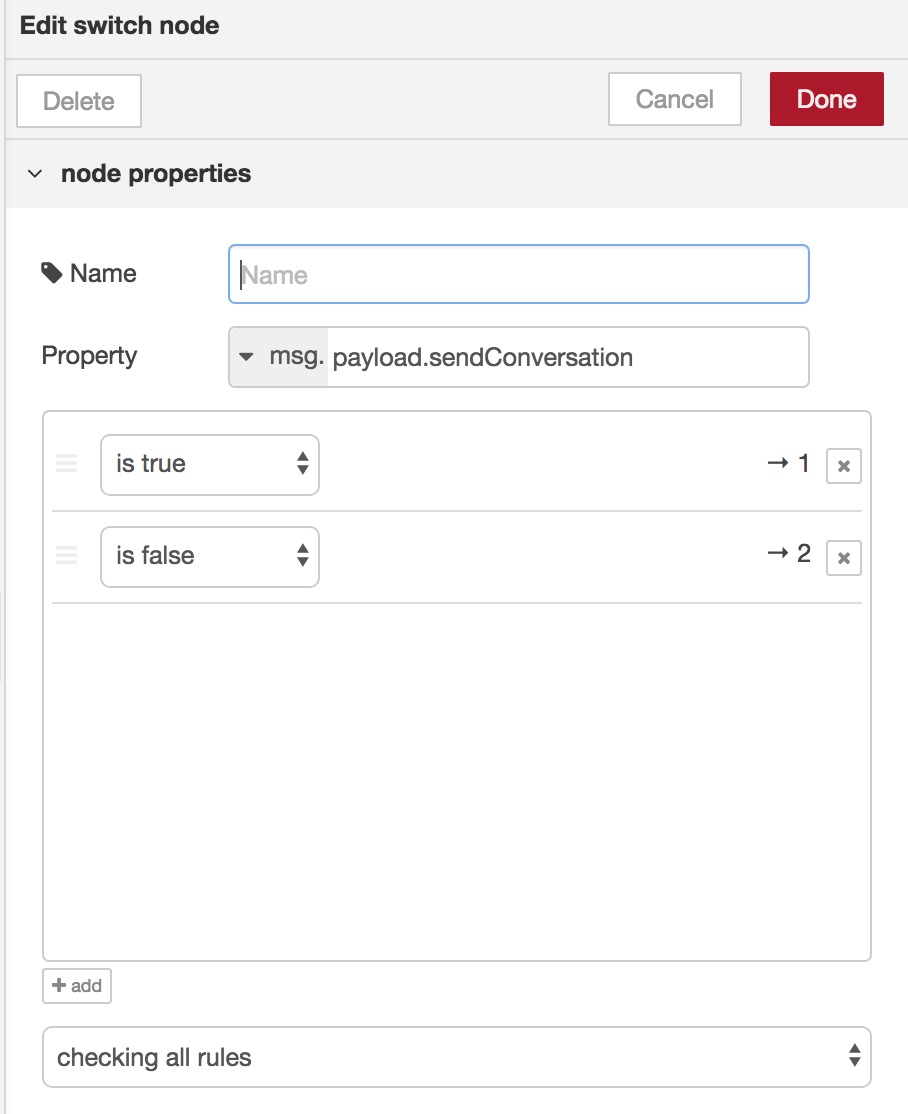 Edit switch node
Delete Cancel Done
node properties
Name Name
Property msg. payload.sendConversation
is true → 1 ×
is false → 2 ×
+ add
checking all rules